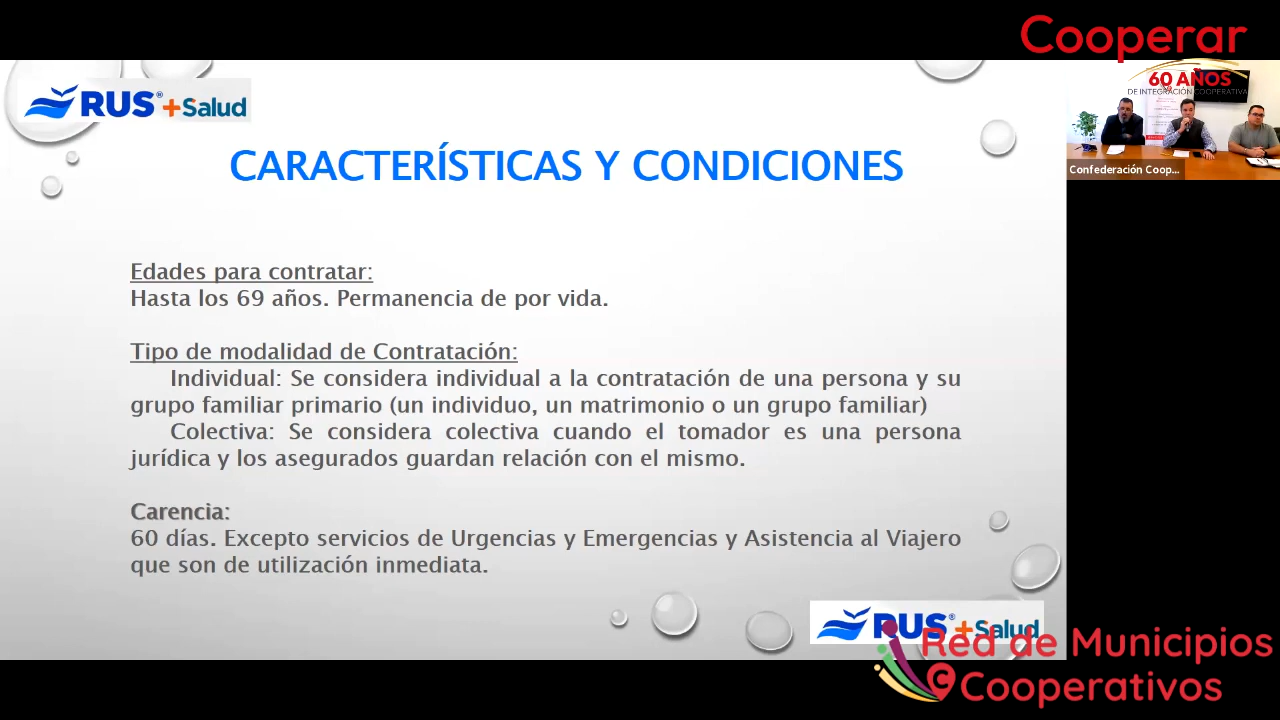 Cooperar
60 AÑOS
DE INTEGRACIÓN COOPERATIVA
RUS® +Salud
CARACTERÍSTICAS Y CONDICIONES
Confederación Coop...
Edades para contratar:
Hasta los 69 años. Permanencia de por vida.
Tipo de modalidad de Contratación:
Individual: Se considera individual a la contratación de una persona y su
grupo familiar primario (un individuo, un matrimonio o un grupo familiar)
Colectiva: Se considera colectiva cuando el tomador es una persona
jurídica y los asegurados guardan relación con el mismo.
Carencia:
60 días. Excepto servicios de Urgencias y Emergencias y Asistencia al Viajero
que son de utilización inmediata.
RUS® +Salud
Red de Municipios
Cooperativos